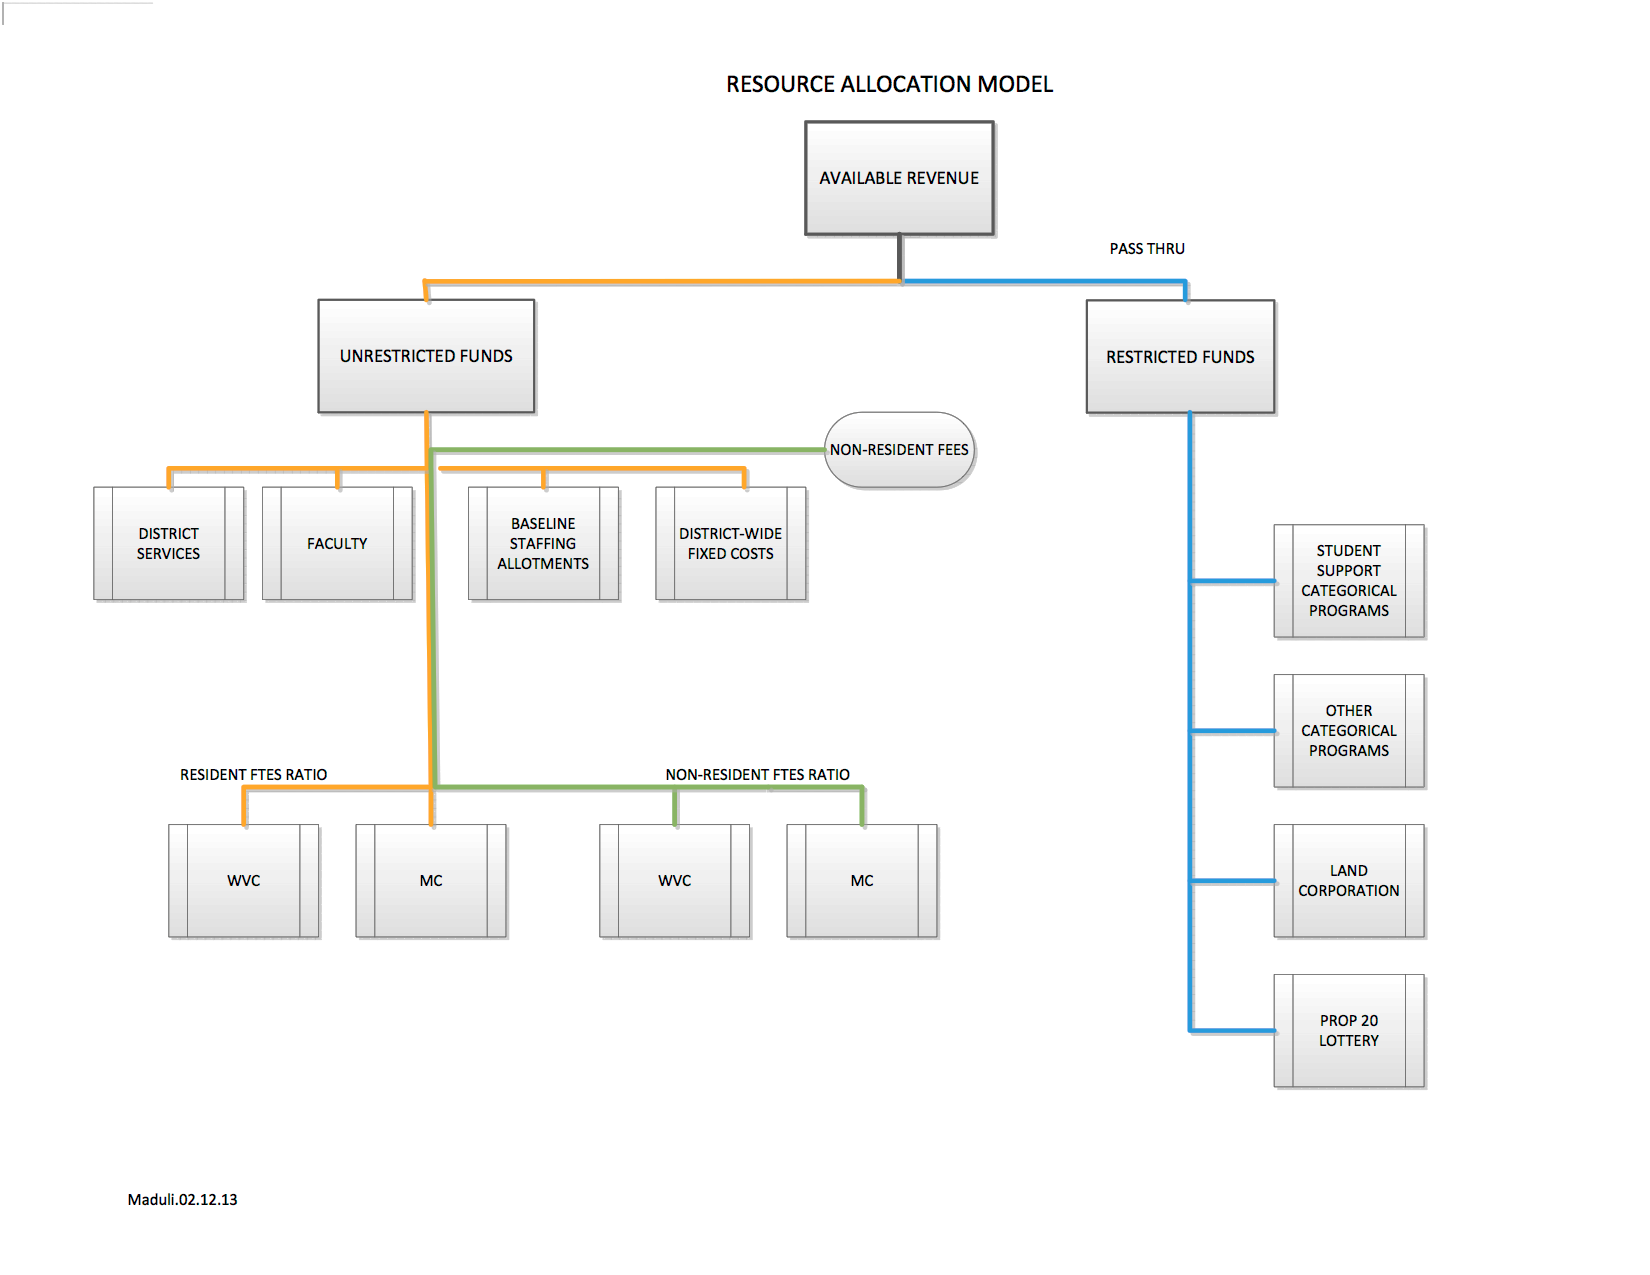 RESOURCE ALLOCATION MODEL
AVAILABLE REVENUE
PASS THRU
UNRESTRICTED FUNDS
RESTRICTED FUNDS
NON-RESIDENT FEES
DISTRICT
SERVICES
FACULTY
BASELINE
STAFFING
ALLOTMENTS
DISTRICT-WIDE
FIXED COSTS
STUDENT
SUPPORT
CATEGORICAL
PROGRAMS
OTHER
CATEGORICAL
PROGRAMS
RESIDENT FTES RATIO
NON-RESIDENT FTES RATIO
WVC
MC
WVC
MC
LAND
CORPORATION
PROP 20
LOTTERY
Maduli.02.12.13